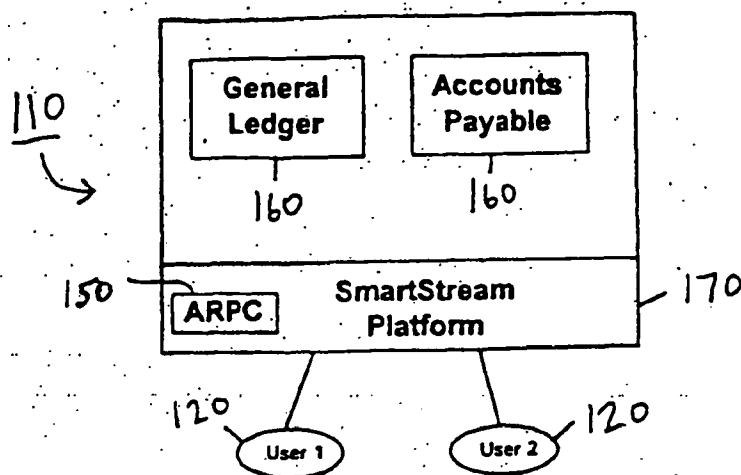 General
Ledger
Accounts
Payable
110
160
160
150
ARPC
SmartStream
Platform
170
120
User 1
User 2
120